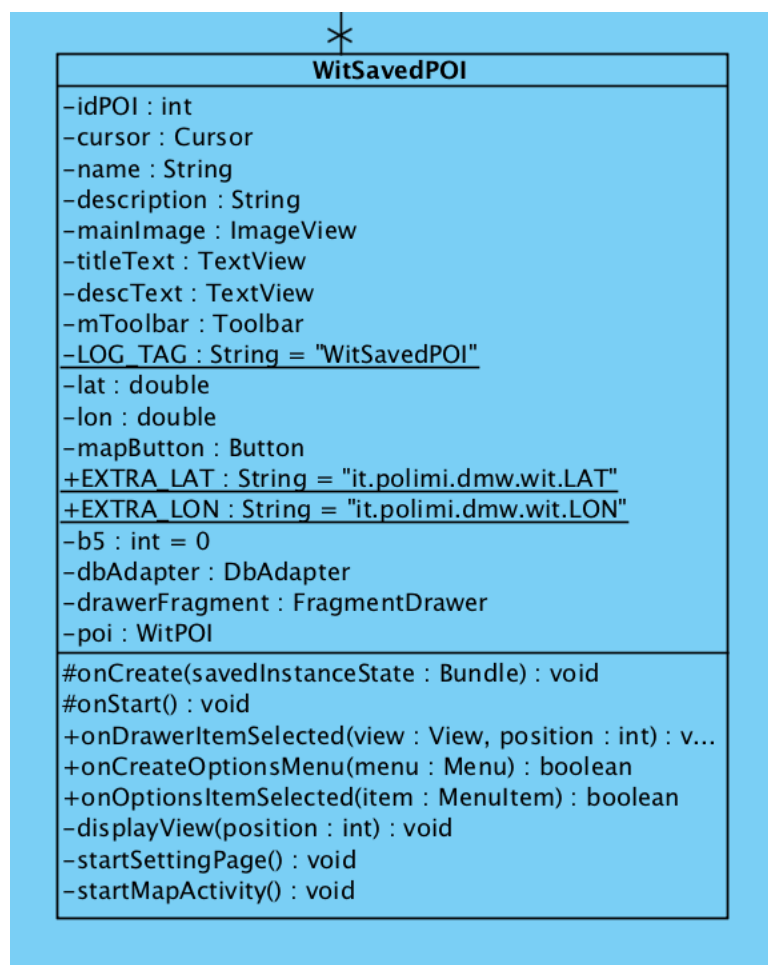 WitSavedPOI
-idPOI : int
-cursor : Cursor
-name : String
-description : String
-mainImage : ImageView
-titleText : TextView
-descText : TextView
-mToolbar : Toolbar
-LOG_TAG : String = "WitSavedPOI"
-lat : double
-lon : double
-mapButton : Button
+EXTRA_LAT : String = "it.polimi.dmw.wit.LAT"
+EXTRA_LON : String = "it.polimi.dmw.wit.LON"
-b5 : int = 0
-dbAdapter : DbAdapter
-drawerFragment : FragmentDrawer
-poi : WitPOI
#onCreate(savedInstanceState : Bundle) : void
#onStart() : void
+onDrawerItemSelected(view : View, position : int) : v...
+onCreateOptionsMenu(menu : Menu) : boolean
+onOptionsItemSelected(item : MenuItem) : boolean
-displayView(position : int) : void
-startSettingPage() : void
-startMapActivity() : void